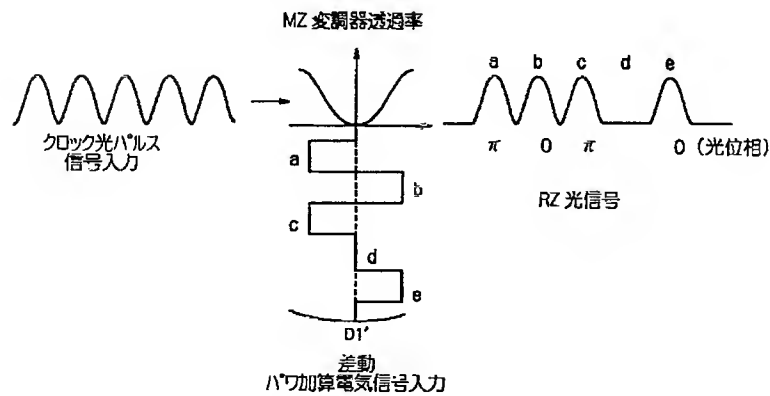 MZ 変調器透過率
クロック光パルス
信号入力
a
b
c
d
e
D1'
差動
パワ加算電気信号入力
a b c d e
π 0 π 0 (光位相)
RZ 光信号